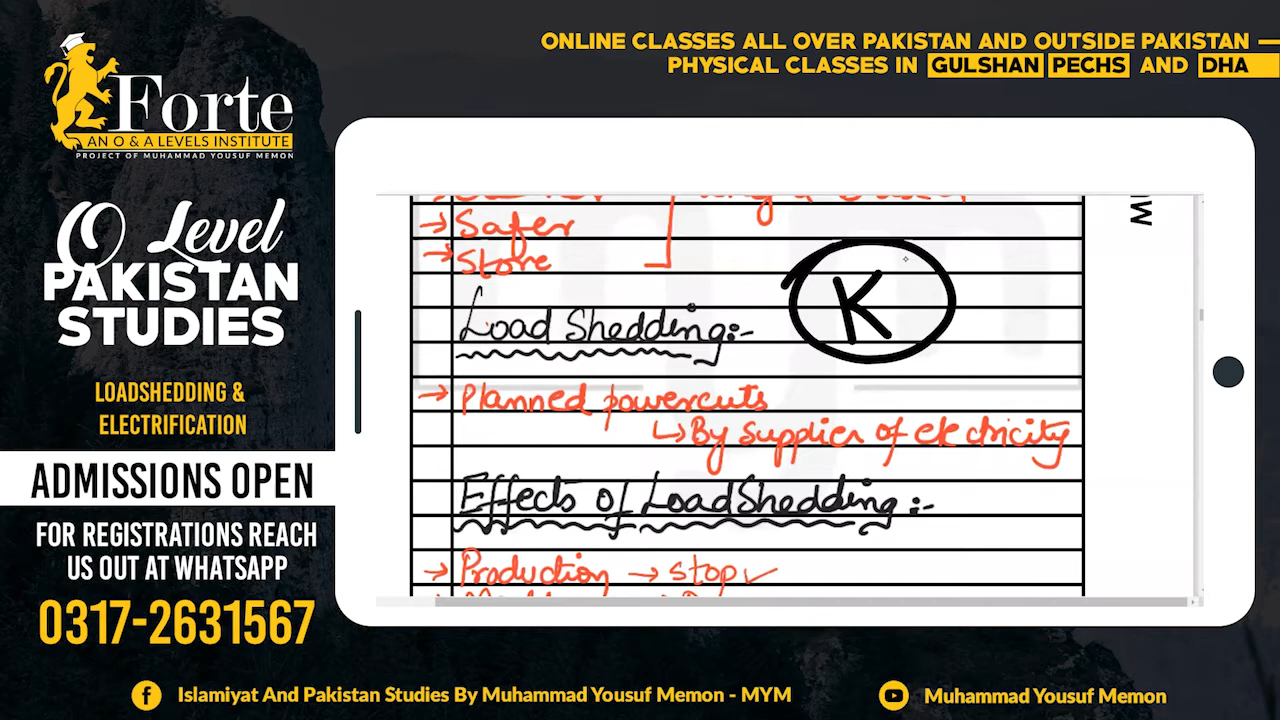 Forte
AN O & A LEVELS INSTITUTE
PROJECT OF MUHAMMAD YOUSUF MEMON
ONLINE CLASSES ALL OVER PAKISTAN AND OUTSIDE PAKISTAN —
PHYSICAL CLASSES IN GULSHAN PECHS AND DHA
O Level
PAKISTAN
STUDIES
LOADSHEDDING &
ELECTRIFICATION
ADMISSIONS OPEN
FOR REGISTRATIONS REACH
US OUT AT WHATSAPP
0317-2631567
→ Safer
→ Store
K
Load Shedding:-
→ Planned powercuts
↳ By supplier of electricity
Effects of LoadShedding :-
→ Production → stop ✓
Islamiyat And Pakistan Studies By Muhammad Yousuf Memon - MYM
Muhammad Yousuf Memon